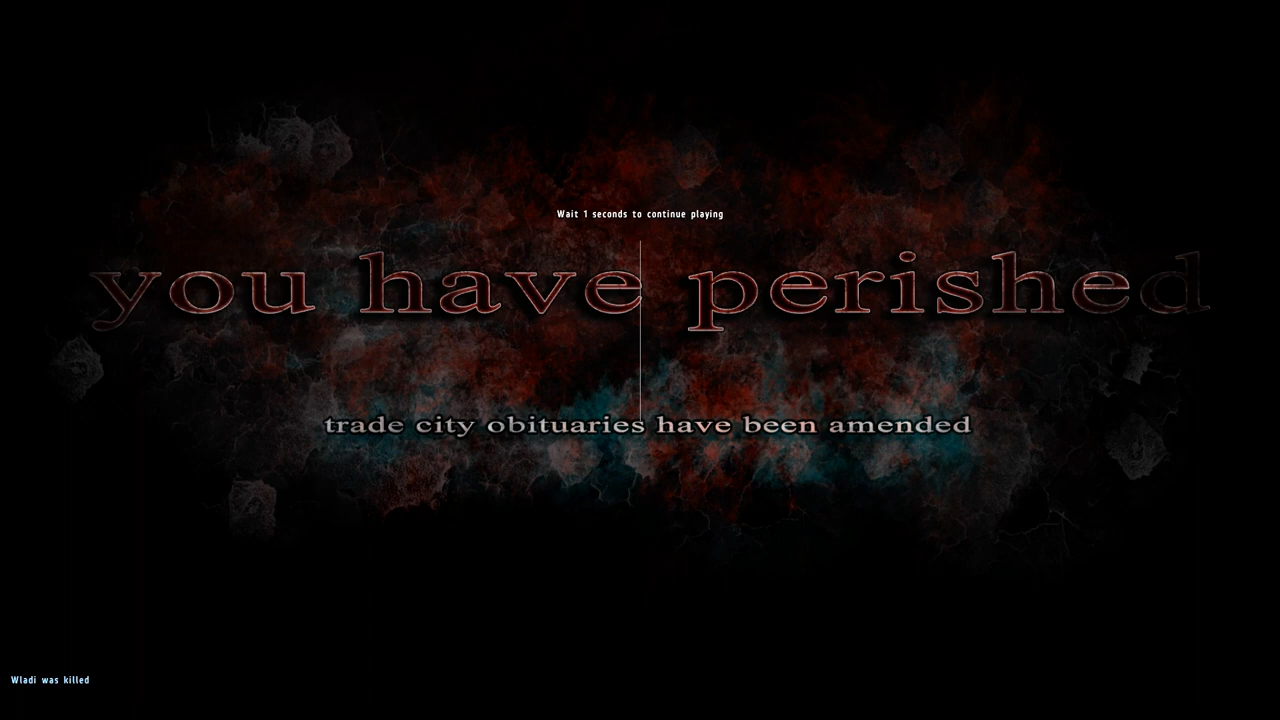 Wait 1 seconds to continue playing
you have perished
trade city obituaries have been amended
Wladi was killed